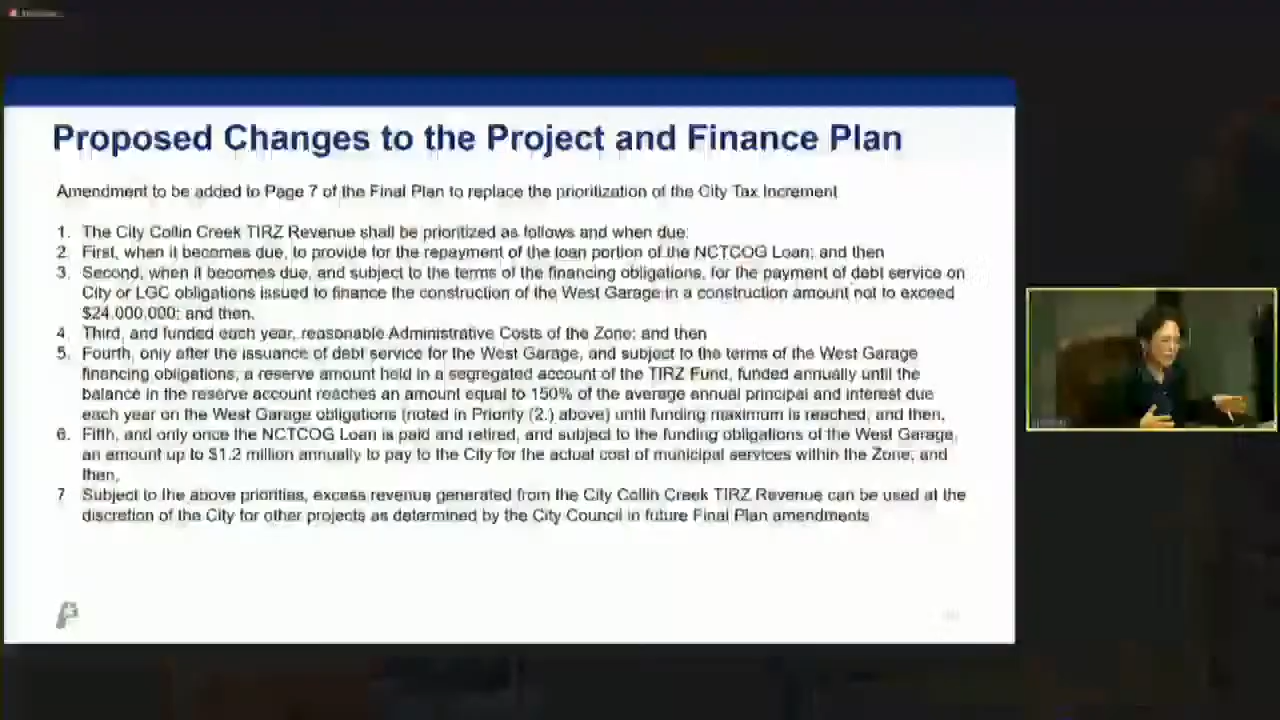 Proposed Changes to the Project and Finance Plan
Amendment to be added to Page 7 of the Final Plan to replace the prioritization of the City Tax Increment
1. The City Collin Creek TIRZ Revenue shall be prioritized as follows and when due:
2. First, when it becomes due, to provide for the repayment of the loan portion of the NCTCOG Loan; and then
3. Second, when it becomes due, and subject to the terms of the financing obligations, for the payment of debt service on
City or LGC obligations issued to finance the construction of the West Garage in a construction amount not to exceed
$24,000,000; and then,
4. Third, and funded each year, reasonable Administrative Costs of the Zone; and then
5. Fourth, only after the issuance of debt service for the West Garage, and subject to the terms of the West Garage
financing obligations, a reserve amount held in a segregated account of the TIRZ Fund, funded annually until the
balance in the reserve account reaches an amount equal to 150% of the average annual principal and interest due
each year on the West Garage obligations (noted in Priority (2.) above) until funding maximum is reached, and then,
6. Fifth, and only once the NCTCOG Loan is paid and retired, and subject to the funding obligations of the West Garage,
an amount up to $1.2 million annually to pay to the City for the actual cost of municipal services within the Zone; and
then,
7 Subject to the above priorities, excess revenue generated from the City Collin Creek TIRZ Revenue can be used at the
discretion of the City for other projects as determined by the City Council in future Final Plan amendments